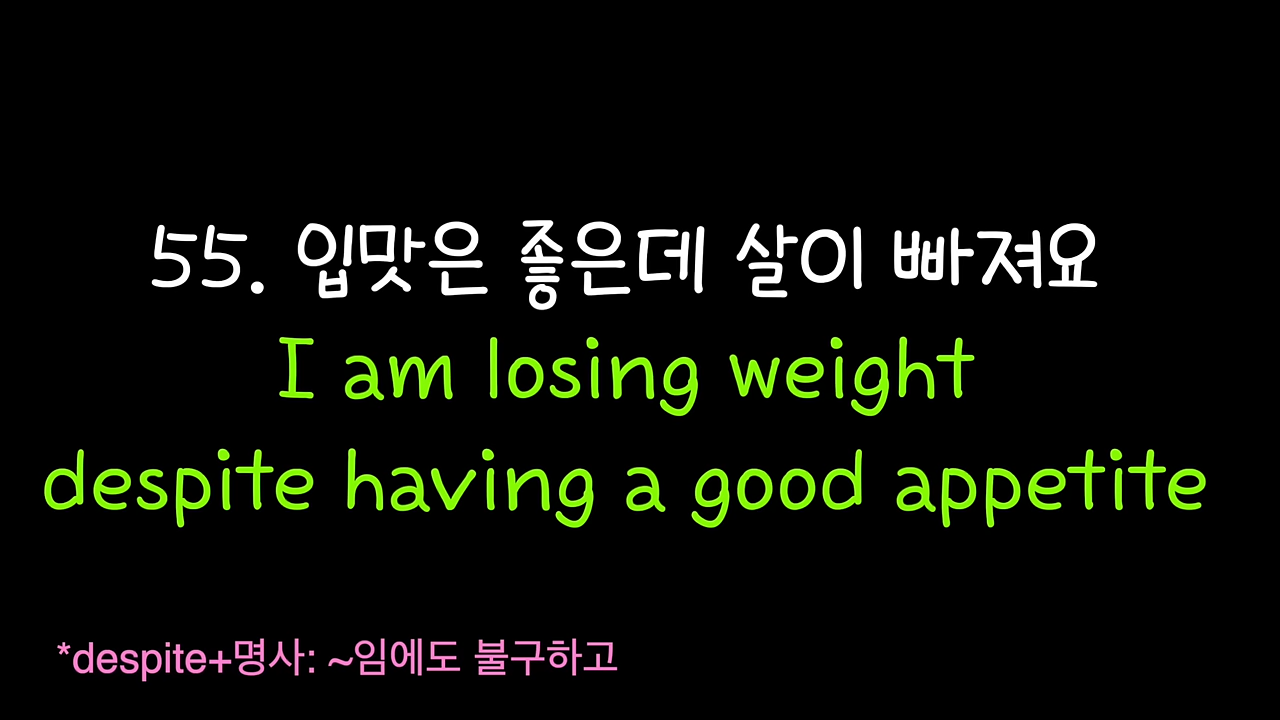 55. 입맛은 좋은데 살이 빠져요
I am losing weight
despite having a good appetite
*despite+명사: ~임에도 불구하고